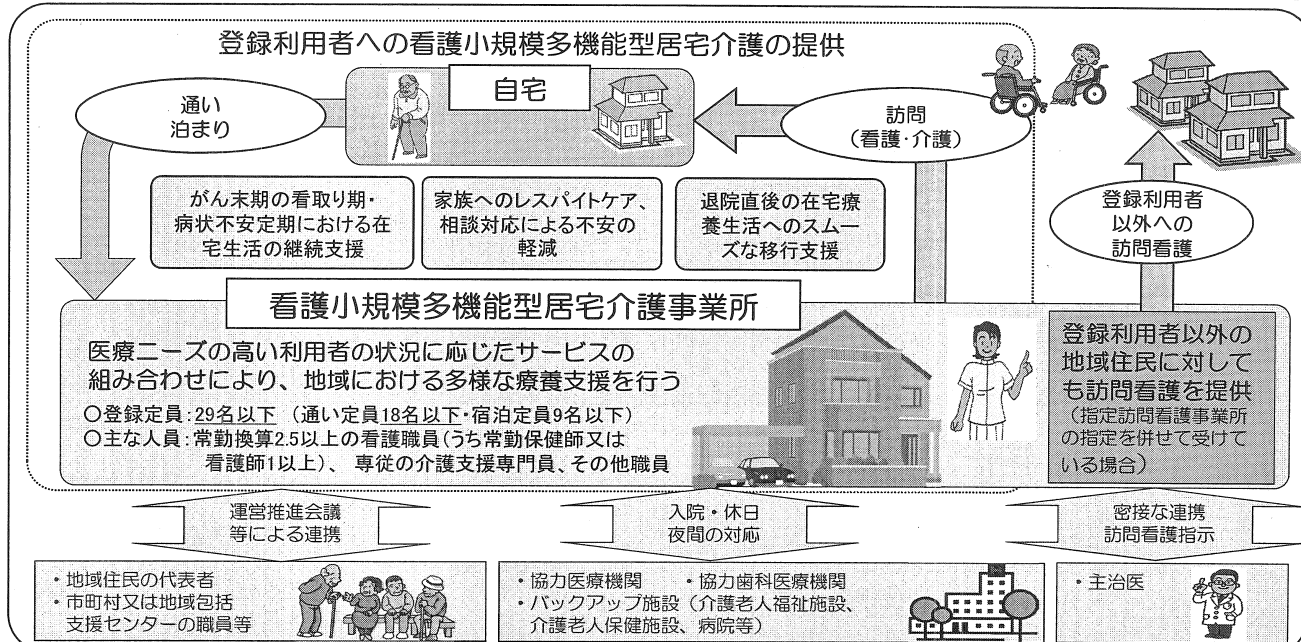 登録利用者への看護小規模多機能型居宅介護の提供
自宅
通い
泊まり
訪問
(看護・介護)
がん末期の看取り期・
病状不安定期における在
宅生活の継続支援
家族へのレスパイトケア、
相談対応による不安の
軽減
退院直後の在宅療
養生活へのスムー
ズな移行支援
登録利用者
以外への
訪問看護
看護小規模多機能型居宅介護事業所
医療ニーズの高い利用者の状況に応じたサービスの
組み合わせにより、地域における多様な療養支援を行う
○登録定員:29名以下 (通い定員18名以下・宿泊定員9名以下)
○主な人員:常勤換算2.5以上の看護職員(うち常勤保健師又は
看護師1以上)、専従の介護支援専門員、その他職員
登録利用者以外の
地域住民に対して
も訪問看護を提供
(指定訪問看護事業所
の指定を併せて受けて
いる場合)
運営推進会議
等による連携
入院・休日
夜間の対応
密接な連携
訪問看護指示
・地域住民の代表者
・市町村又は地域包括
支援センターの職員等
・協力医療機関 ・協力歯科医療機関
・バックアップ施設(介護老人福祉施設、
介護老人保健施設、病院等)
・主治医